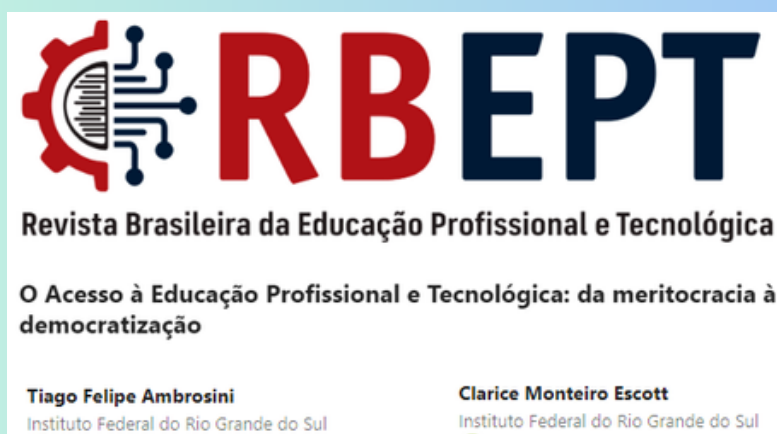 RBEPT
Revista Brasileira da Educação Profissional e Tecnológica
O Acesso à Educação Profissional e Tecnológica: da meritocracia à
democratização
Tiago Felipe Ambrosini
Clarice Monteiro Escott
Instituto Federal do Rio Grande do Sul
Instituto Federal do Rio Grande do Sul